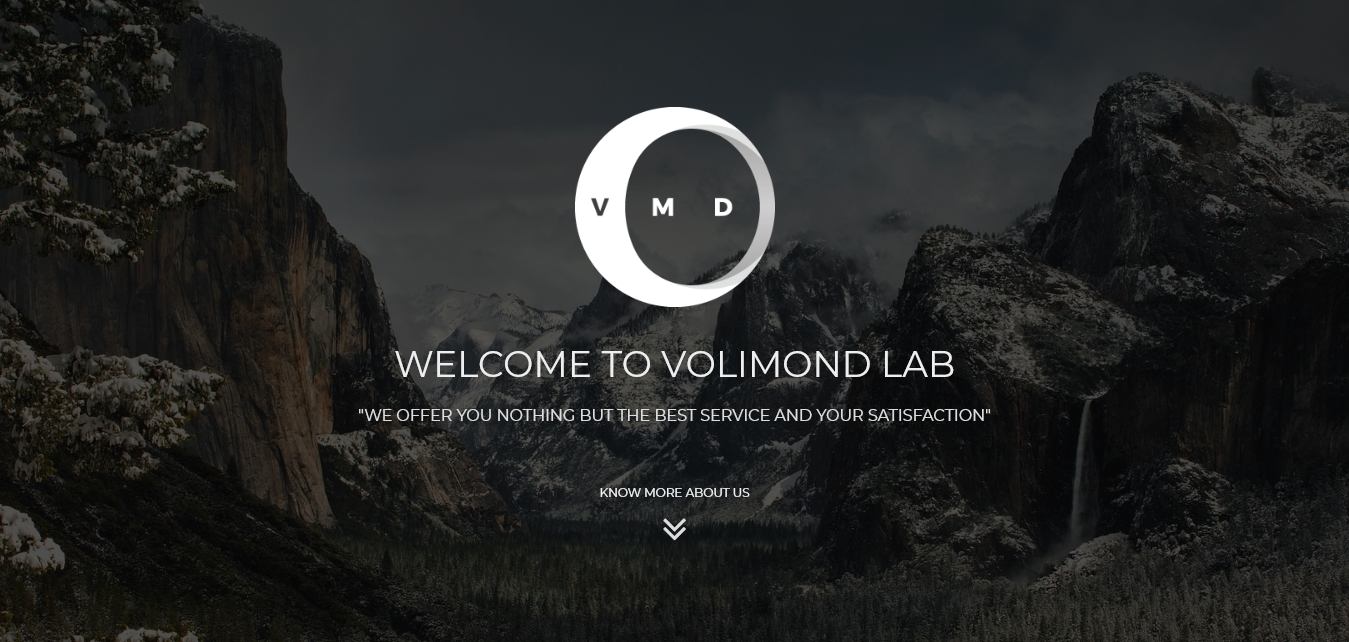 V M D
WELCOME TO VOLIMOND LAB
"WE OFFER YOU NOTHING BUT THE BEST SERVICE AND YOUR SATISFACTION"
KNOW MORE ABOUT US